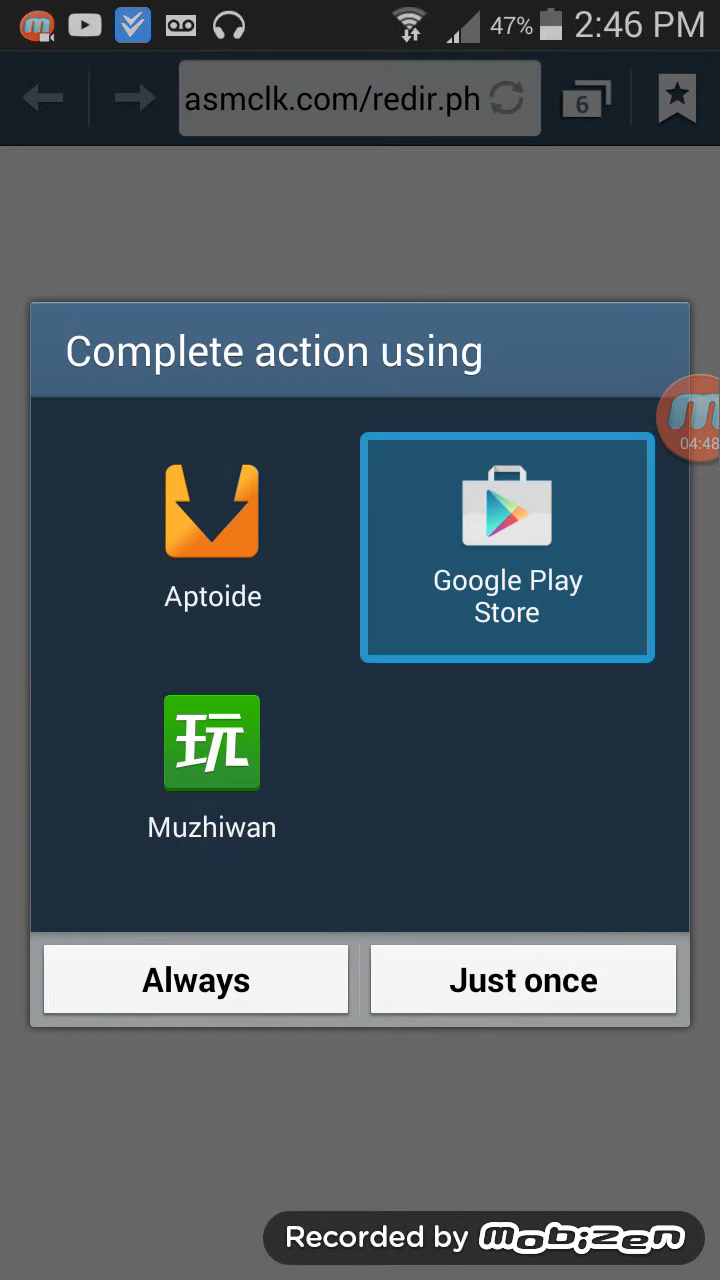 47% 2:46 PM
asmclk.com/redir.ph
6
Complete action using
04:48
Aptoide
Google Play
Store
玩
Muzhiwan
Always
Just once
Recorded by mobizen